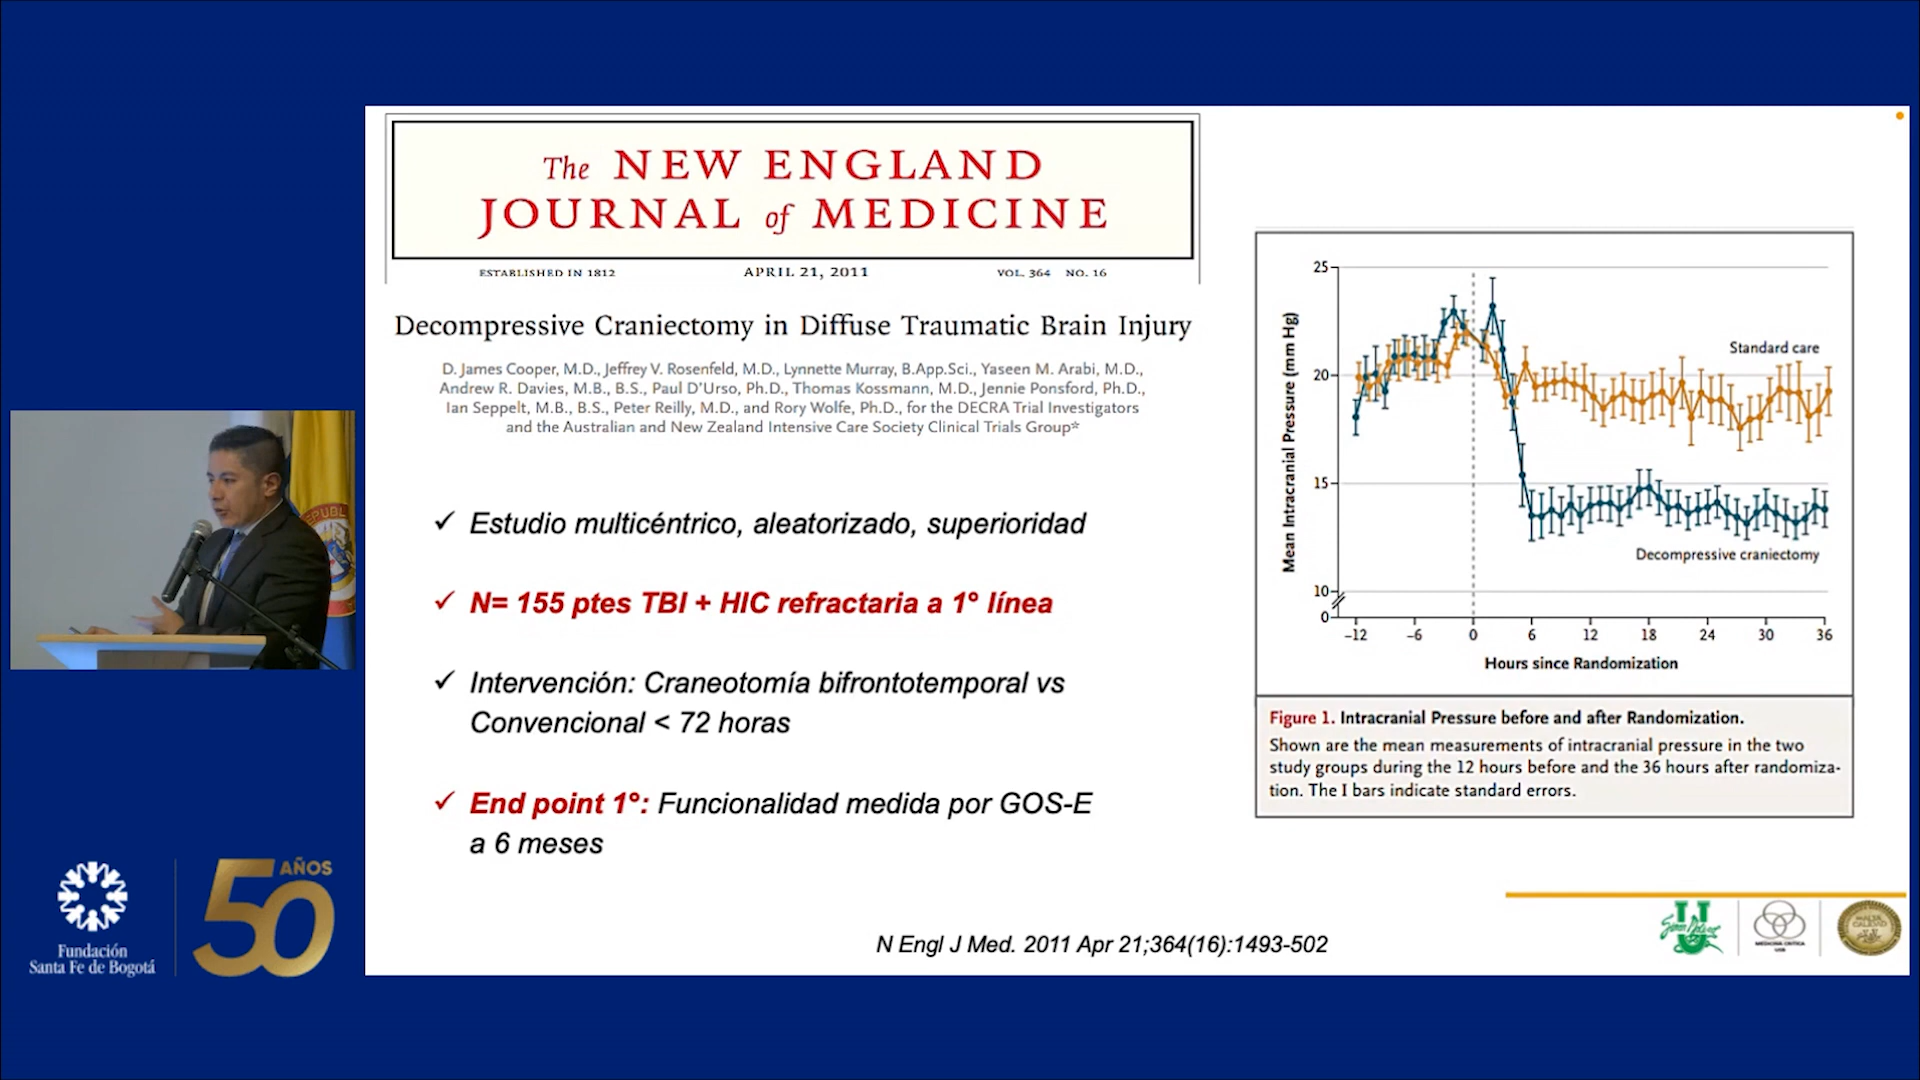 The NEW ENGLAND
JOURNAL of MEDICINE
ESTABLISHED IN 1812
APRIL 21, 2011
VOL. 364 NO. 16
Decompressive Craniectomy in Diffuse Traumatic Brain Injury
D. James Cooper, M.D., Jeffrey V. Rosenfeld, M.D., Lynnette Murray, B.App.Sci., Yaseen M. Arabi, M.D.,
Andrew R. Davies, M.B., B.S., Paul D'Urso, Ph.D., Thomas Kossmann, M.D., Jennie Ponsford, Ph.D.,
Ian Seppelt, M.B., B.S., Peter Reilly, M.D., and Rory Wolfe, Ph.D., for the DECRA Trial Investigators
and the Australian and New Zealand Intensive Care Society Clinical Trials Group*
✓ Estudio multicéntrico, aleatorizado, superioridad
✓ N= 155 ptes TBI + HIC refractaria a 1° línea
✓ Intervención: Craneotomía bifrontotemporal vs
Convencional < 72 horas
✓ End point 1°: Funcionalidad medida por GOS-E
a 6 meses
N Engl J Med. 2011 Apr 21;364(16):1493-502
Mean Intracranial Pressure (mm Hg)
25
20
15
10
0
Standard care
Decompressive craniectomy
-12 -6 0 6 12 18 24 30 36
Hours since Randomization
Figure 1. Intracranial Pressure before and after Randomization.
Shown are the mean measurements of intracranial pressure in the two
study groups during the 12 hours before and the 36 hours after randomiza-
tion. The I bars indicate standard errors.
Fundación
Santa Fe de Bogotá
50 AÑOS
U
MEDICINA CRITICA